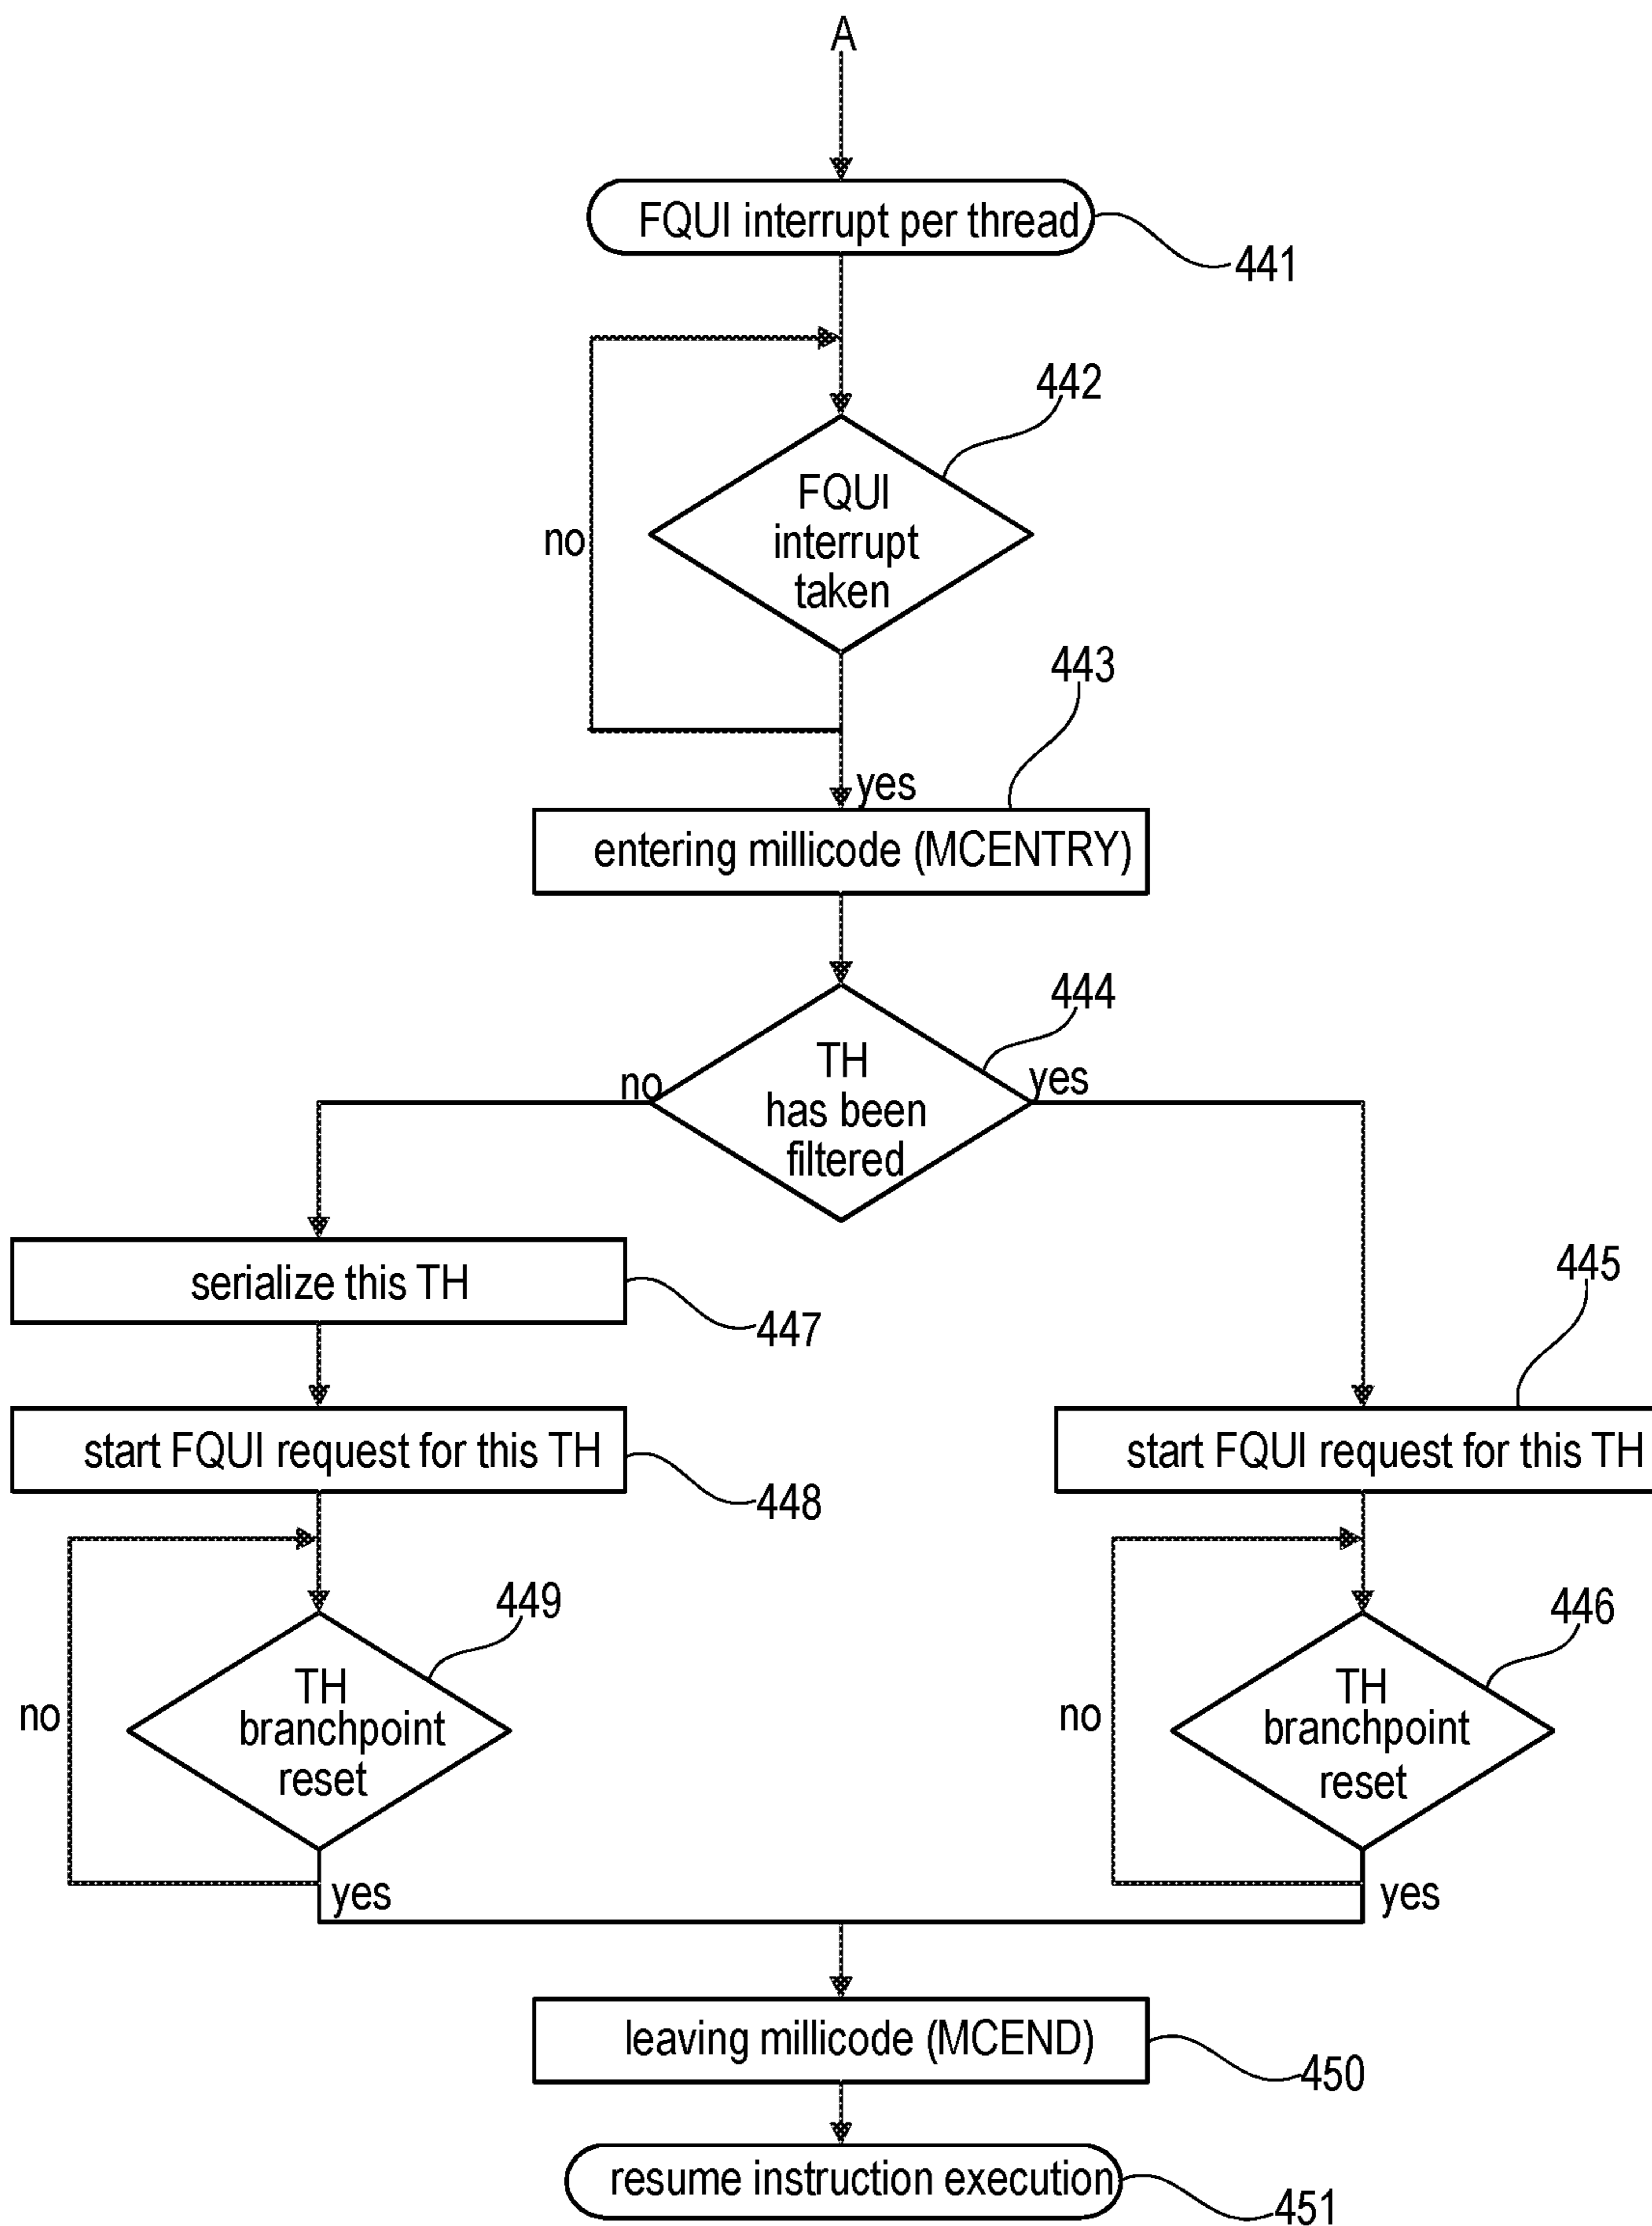 A
FQUI interrupt per thread
441
442
FQUI
interrupt
taken
no
443
yes
entering millicode (MCENTRY)
444
TH
has been
filtered
no
yes
445
serialize this TH
447
start FQUI request for this TH
448
start FQUI request for this TH
449
446
TH
branchpoint
reset
no
yes
TH
branchpoint
reset
no
yes
leaving millicode (MCEND)
450
resume instruction execution
451